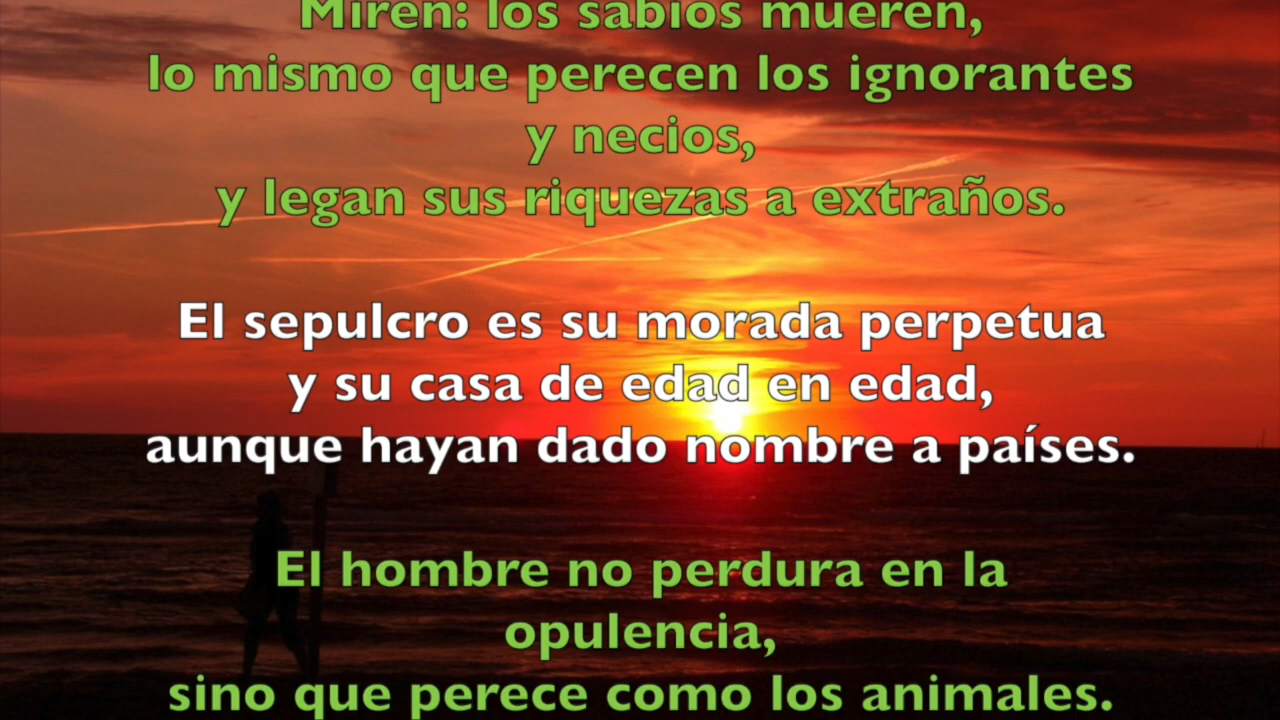 Miren: los sabios mueren,
lo mismo que perecen los ignorantes
y necios,
y legan sus riquezas a extraños.
El sepulcro es su morada perpetua
y su casa de edad en edad,
aunque hayan dado nombre a países.
El hombre no perdura en la
opulencia,
sino que perece como los animales.